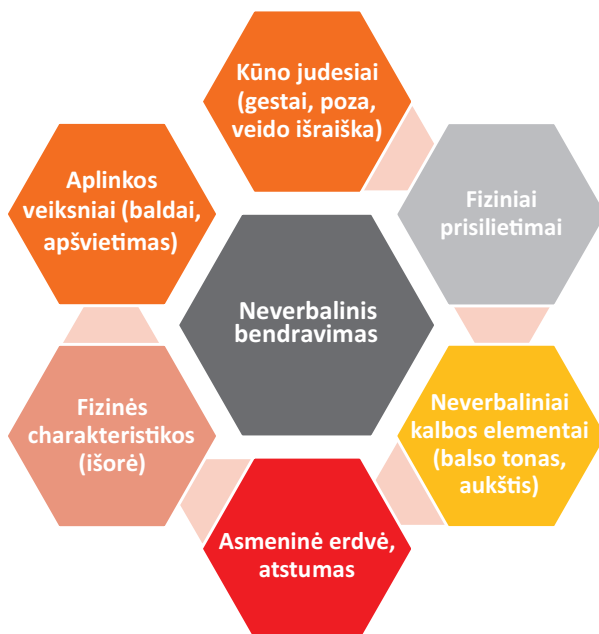 Kūno judesiai
(gestai, poza,
veido išraiška)
Fiziniai
prisilietimai
Neverbaliniai
kalbos elementai
(balso tonas,
aukštis)
Asmeninė erdvė,
atstumas
Fizinės
charakteristikos
(išorė)
Aplinkos
veiksniai (baldai,
apšvietimas)
Neverbalinis
bendravimas